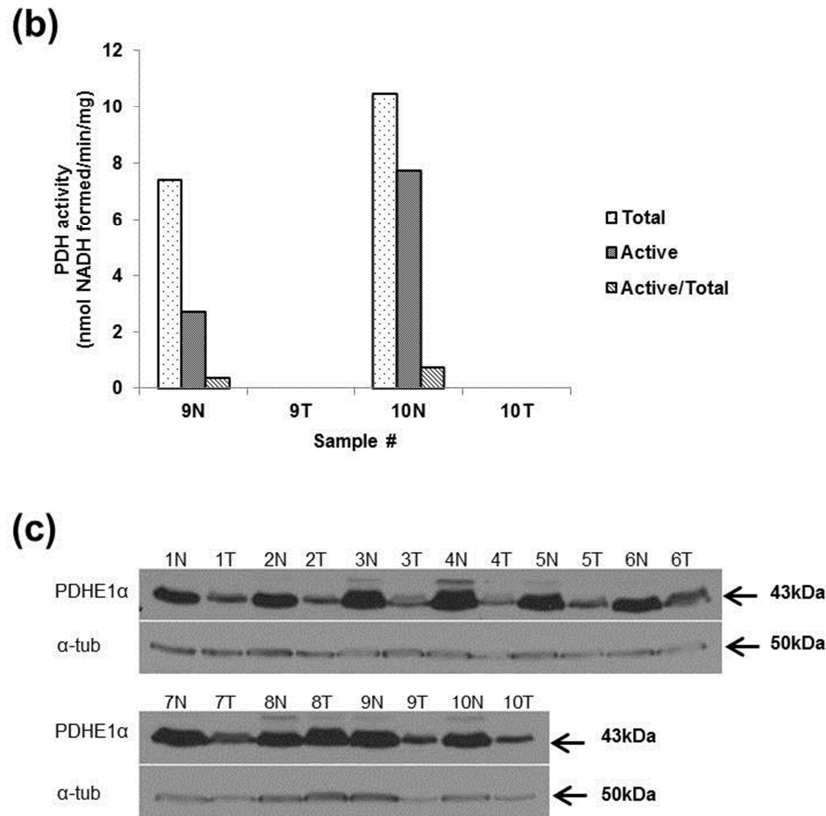 (b)
PDH activity
(nmol NADH formed/min/mg)
12
10
8
6
4
2
0
9N 9T 10N 10T
Sample #
Total
Active
Active/Total
(c)
1N 1T 2N 2T 3N 3T 4N 4T 5N 5T 6N 6T
PDHE1α 43kDa
α-tub 50kDa
7N 7T 8N 8T 9N 9T 10N 10T
PDHE1α 43kDa
α-tub 50kDa